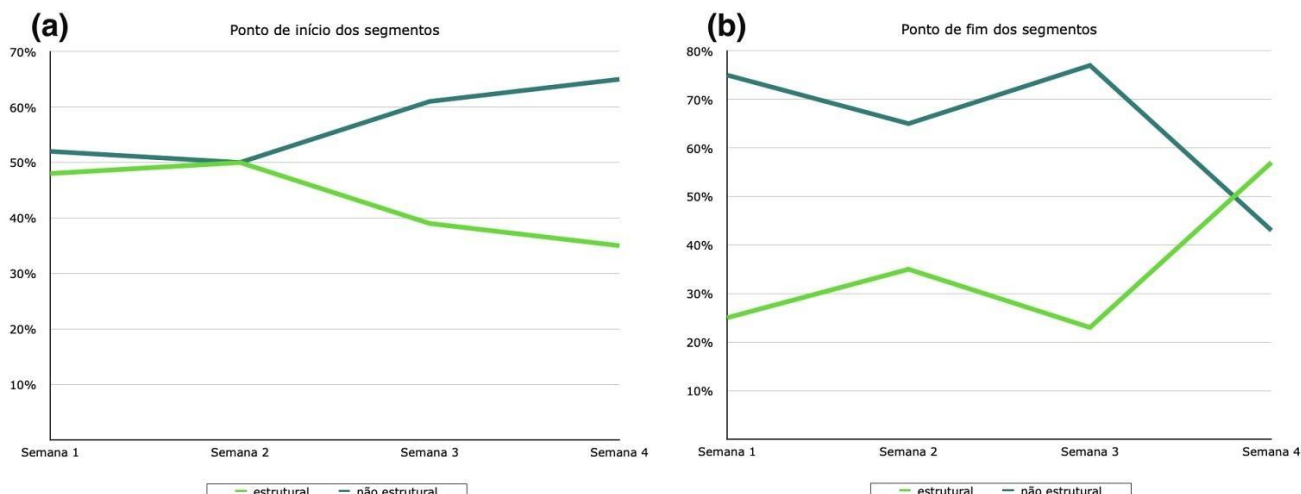 (a)
Ponto de início dos segmentos
70%
60%
50%
40%
30%
20%
10%
Semana 1 Semana 2 Semana 3 Semana 4
estrutural não estrutural
(b)
Ponto de fim dos segmentos
80%
70%
60%
50%
40%
30%
20%
10%
Semana 1 Semana 2 Semana 3 Semana 4
estrutural não estrutural